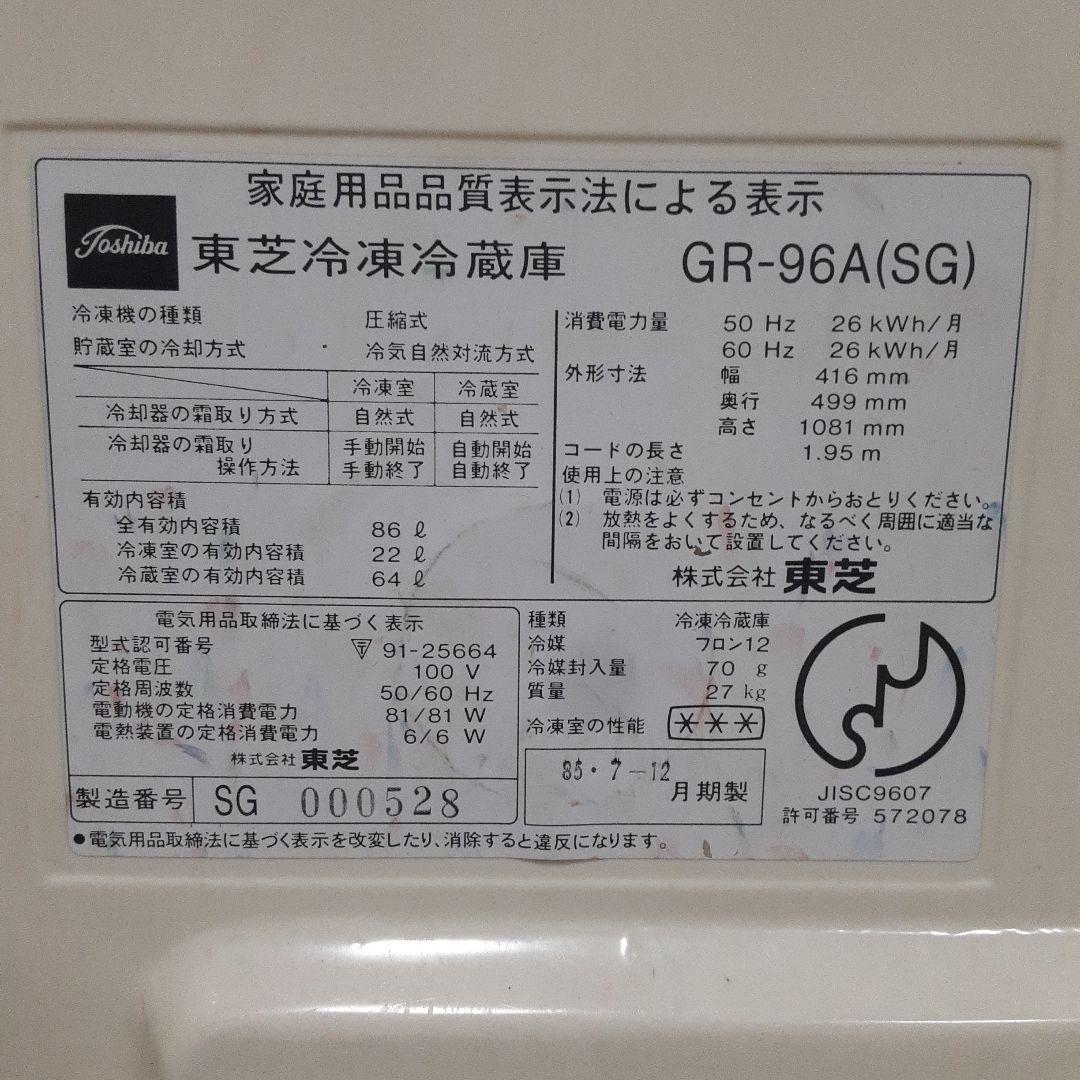 家庭用品品質表示法による表示
Toshiba 東芝冷凍冷蔵庫 GR-96A(SG)
冷凍機の種類 圧縮式
貯蔵室の冷却方式 冷気自然対流方式
冷凍室 冷蔵室
冷却器の霜取り方式 自然式 自然式
冷却器の霜取り操作方法 手動開始 自動開始
手動終了 自動終了
有効内容積
全有効内容積 86 ℓ
冷凍室の有効内容積 22 ℓ
冷蔵室の有効内容積 64 ℓ
消費電力量 50 Hz 26 kWh/月
60 Hz 26 kWh/月
外形寸法 幅 416 mm
奥行 499 mm
高さ 1081 mm
コードの長さ 1.95 m
使用上の注意
(1) 電源は必ずコンセントからおとりください。
(2) 放熱をよくするため、なるべく周囲に適当な
間隔をおいて設置してください。
株式会社 東芝
電気用品取締法に基づく表示
型式認可番号 〒 91-25664
定格電圧 100 V
定格周波数 50/60 Hz
電動機の定格消費電力 81/81 W
電熱装置の定格消費電力 6/6 W
株式会社 東芝
製造番号 SG 000528
種類 冷凍冷蔵庫
冷媒 フロン12
冷媒封入量 70 g
質量 27 kg
冷凍室の性能 ***
85・7-12
月期製
JISC9607
許可番号 572078
●電気用品取締法に基づく表示を改変したり、消除すると違反になります。